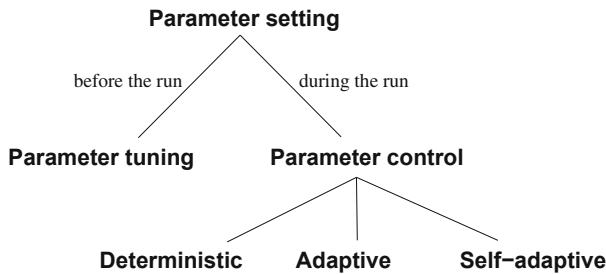 Parameter setting
before the run
during the run
Parameter tuning
Parameter control
Deterministic
Adaptive
Self−adaptive